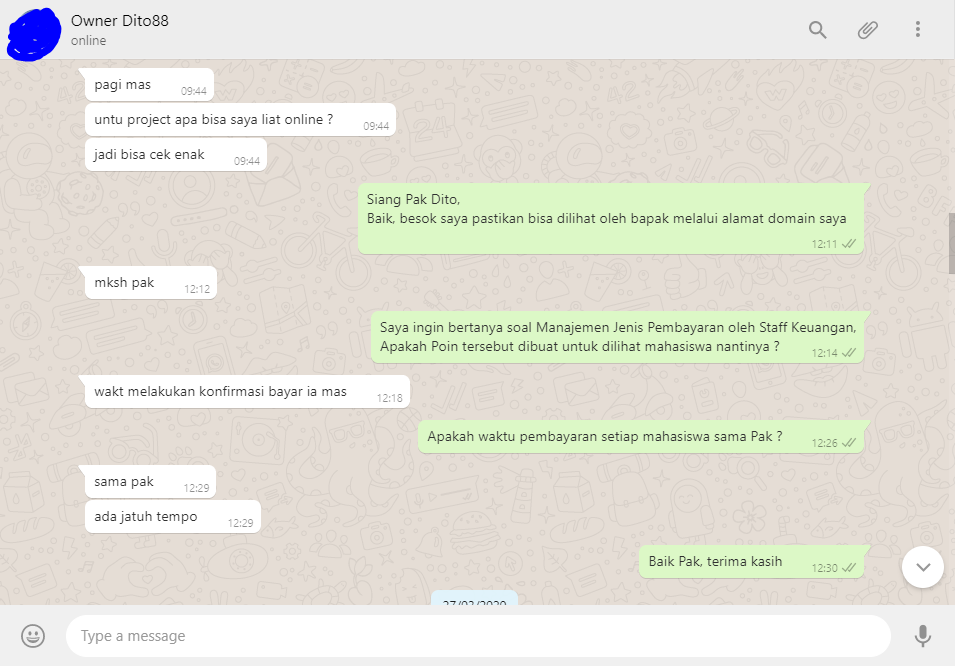 Owner Dito88
online
pagi mas
09:44
untu project apa bisa saya liat online ?
09:44
jadi bisa cek enak
09:44
Siang Pak Dito,
Baik, besok saya pastikan bisa dilihat oleh bapak melalui alamat domain saya
12:11
mksh pak
12:12
Saya ingin bertanya soal Manajemen Jenis Pembayaran oleh Staff Keuangan,
Apakah Poin tersebut dibuat untuk dilihat mahasiswa nantinya ?
12:14
wakt melakukan konfirmasi bayar ia mas
12:18
Apakah waktu pembayaran setiap mahasiswa sama Pak ?
12:26
sama pak
12:29
ada jatuh tempo
12:29
Baik Pak, terima kasih
12:30
Type a message